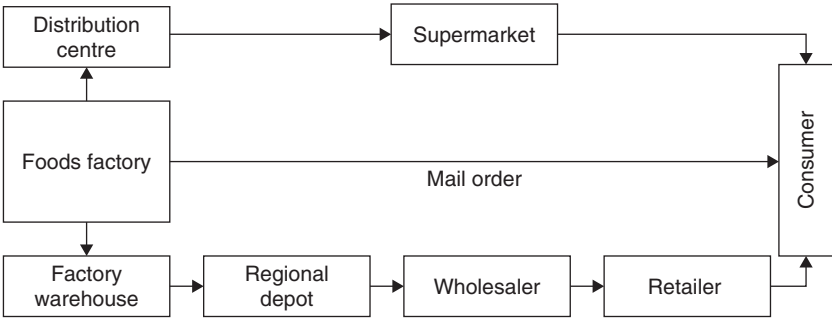 Distribution
centre
Supermarket
Foods factory
Mail order
Consumer
Factory
warehouse
Regional
depot
Wholesaler
Retailer